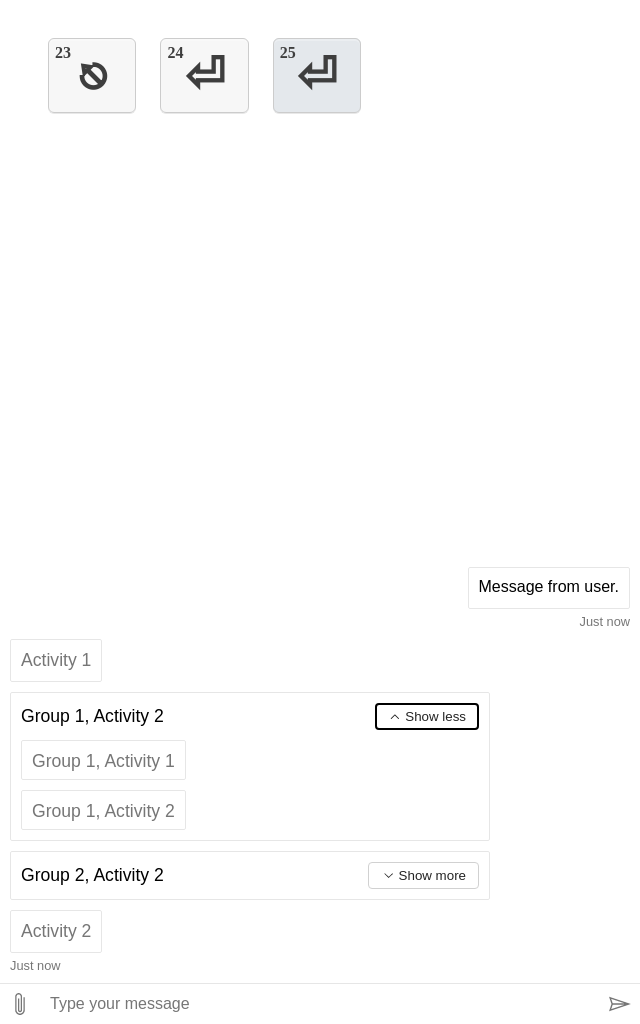 23
24
25
Message from user.
Just now
Activity 1
Group 1, Activity 2
Show less
Group 1, Activity 1
Group 1, Activity 2
Group 2, Activity 2
Show more
Activity 2
Just now
Type your message